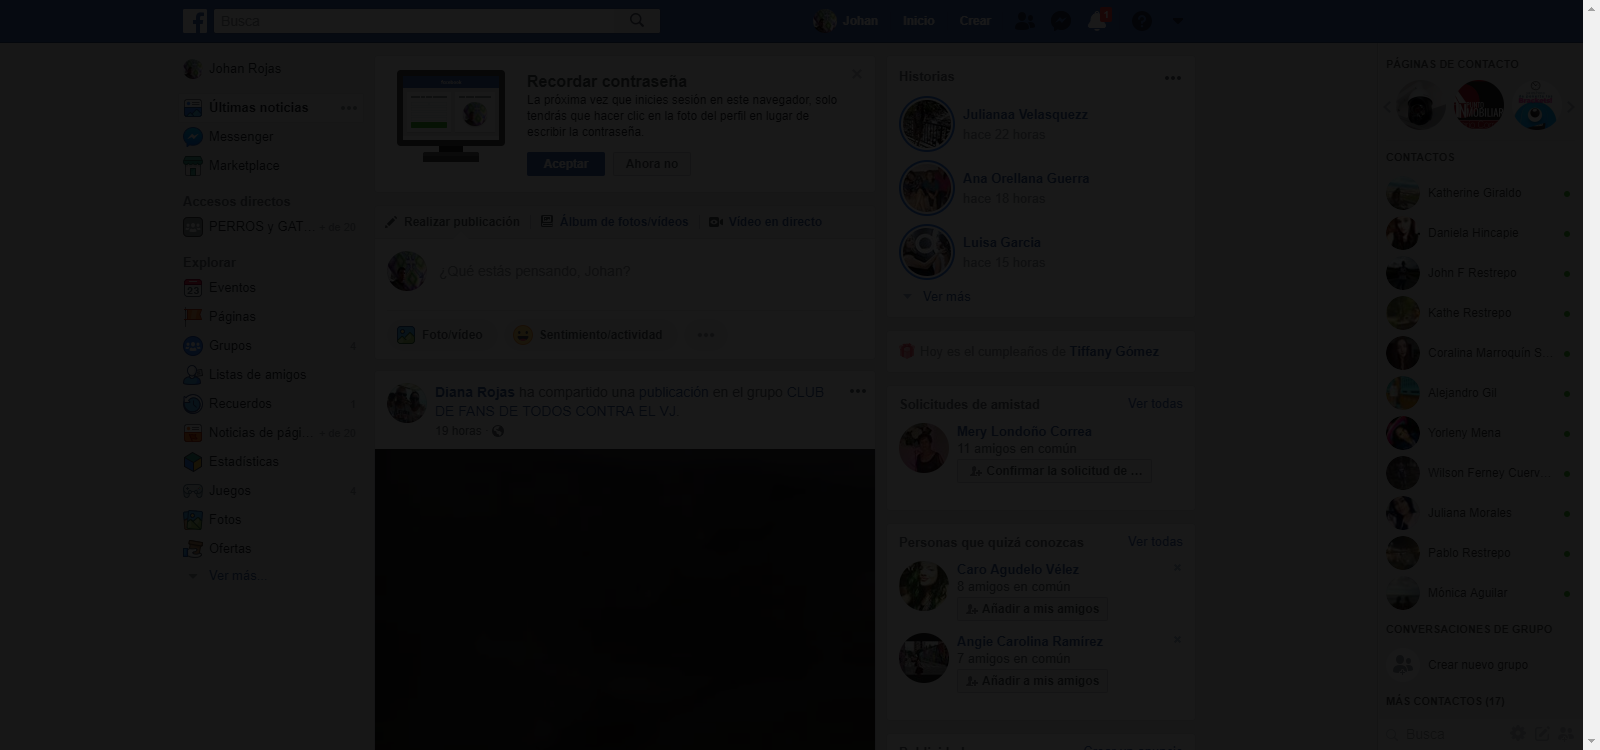 Busca
Johan
Inicio
Crear
Johan Rojas
Últimas noticias
Messenger
Marketplace
Accesos directos
PERROS y GAT...
+ de 20
Explorar
Eventos
23
Páginas
Grupos
Listas de amigos
Recuerdos
1
Noticias de pági...
+ de 20
Estadísticas
Juegos
Fotos
Ofertas
Ver más...
Recordar contraseña
La próxima vez que inicies sesión en este navegador, solo
tendrás que hacer clic en la foto del perfil en lugar de
escribir la contraseña.
Aceptar
Ahora no
Realizar publicación
Álbum de fotos/vídeos
Vídeo en directo
¿Qué estás pensando, Johan?
Foto/vídeo
Sentimiento/actividad
Diana Rojas ha compartido una publicación en el grupo CLUB
DE FANS DE TODOS CONTRA EL VJ.
19 horas ·
Historias
Julianaa Velasquezz
hace 22 horas
Ana Orellana Guerra
hace 16 horas
Luisa García
hace 15 horas
Ver más
Hoy es el cumpleaños de Tiffany Gómez
Solicitudes de amistad
Ver todas
Mery Londoño Correa
11 amigos en común
Confirmar la solicitud de ...
Personas que quizá conozcas
Ver todas
Caro Agudelo Vélez
8 amigos en común
Añadir a mis amigos
Angie Carolina Ramirez
7 amigos en común
Añadir a mis amigos
PÁGINAS DE CONTACTO
CONTACTOS
Katherine Giraldo
Daniela Hincapie
John F Restrepo
Kathe Restrepo
Coralina Marroquín S...
Alejandro Gil
Yorleny Mena
Wilson Ferney Cuerv...
Juliana Morales
Pablo Restrepo
Mónica Aguilar
CONVERSACIONES DE GRUPO
Crear nuevo grupo
MÁS CONTACTOS (17)
Busca